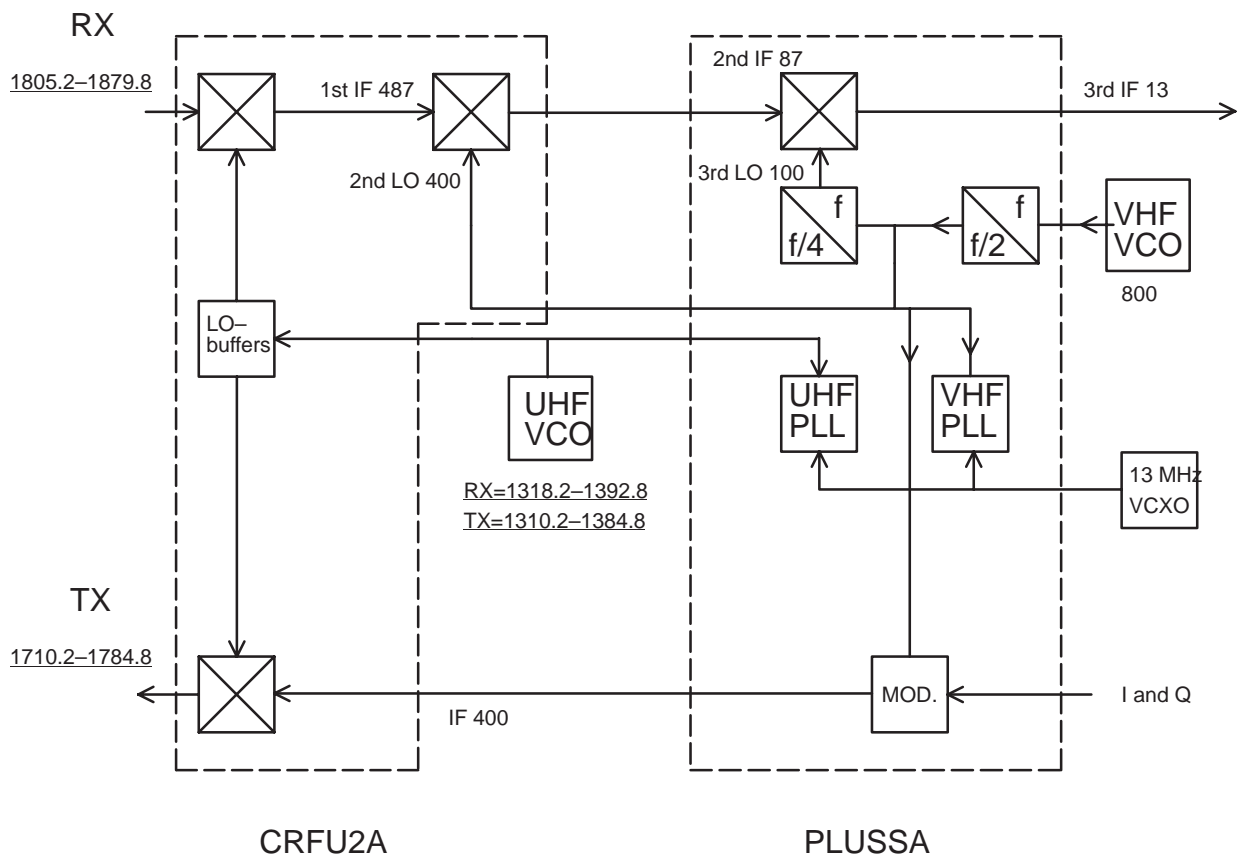 RX
1805.2–1879.8
1st IF 487
2nd IF 87
3rd IF 13
2nd LO 400
3rd LO 100
f
f/4
f
f/2
VHF
VCO
800
LO–
buffers
UHF
VCO
UHF
PLL
VHF
PLL
RX=1318.2–1392.8
TX=1310.2–1384.8
13 MHz
VCXO
TX
1710.2–1784.8
IF 400
MOD.
I and Q
CRFU2A
PLUSSA